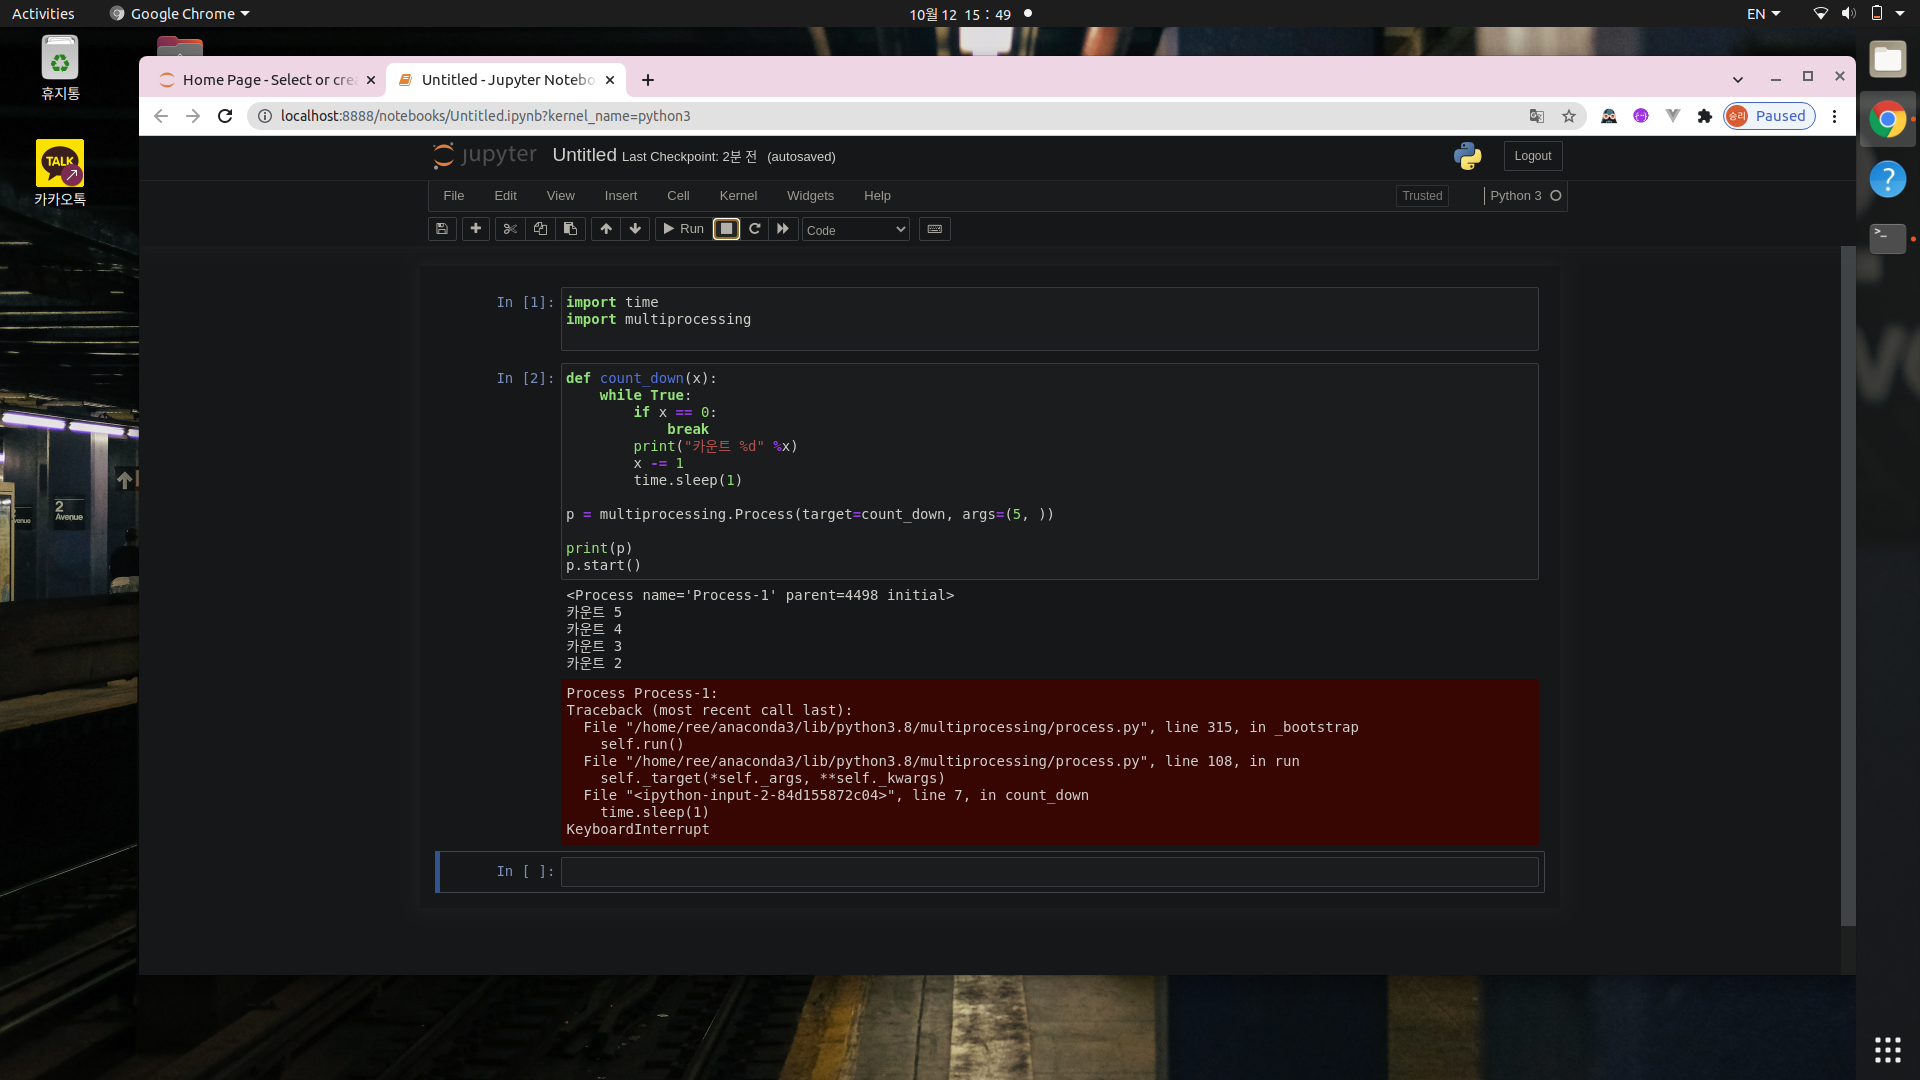 Activities
Google Chrome
10월 12 15 : 49
EN
휴지통
TALK
카카오톡
2
Avenue
Home Page - Select or cre
Untitled - Jupyter Notebo
localhost:8888/notebooks/Untitled.ipynb?kernel_name=python3
승리 Paused
jupyter Untitled Last Checkpoint: 2분 전 (autosaved)
Logout
File Edit View Insert Cell Kernel Widgets Help
Trusted
Python 3
Run
Code
In [1]:
import time
import multiprocessing
In [2]:
def count_down(x):
    while True:
        if x == 0:
            break
        print("카운트 %d" %x)
        x -= 1
        time.sleep(1)
p = multiprocessing.Process(target=count_down, args=(5, ))
print(p)
p.start()
<Process name='Process-1' parent=4498 initial>
카운트 5
카운트 4
카운트 3
카운트 2
Process Process-1:
Traceback (most recent call last):
  File "/home/ree/anaconda3/lib/python3.8/multiprocessing/process.py", line 315, in _bootstrap
    self.run()
  File "/home/ree/anaconda3/lib/python3.8/multiprocessing/process.py", line 108, in run
    self._target(*self._args, **self._kwargs)
  File "<ipython-input-2-84d155872c04>", line 7, in count_down
    time.sleep(1)
KeyboardInterrupt
In [ ]: